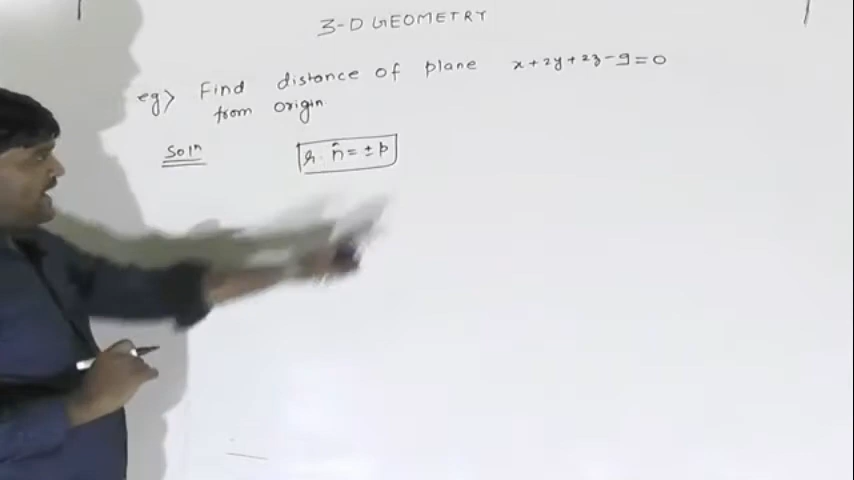 3-D GEOMETRY
eg> Find distance of plane x+2y+2z-9=0
from origin
Solⁿ
r. n̂ = ± p